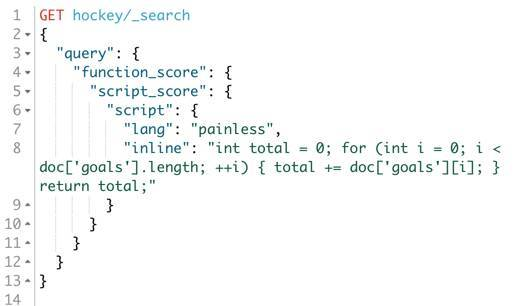 1 GET hockey/_search
2 {
3 "query": {
4 "function_score": {
5 "script_score": {
6 "script": {
7 "lang": "painless",
8 "inline": "int total = 0; for (int i = 0; i <
doc['goals'].length; ++i) { total += doc['goals'][i]; }
return total;"
9 }
10 }
11 }
12 }
13 }
14